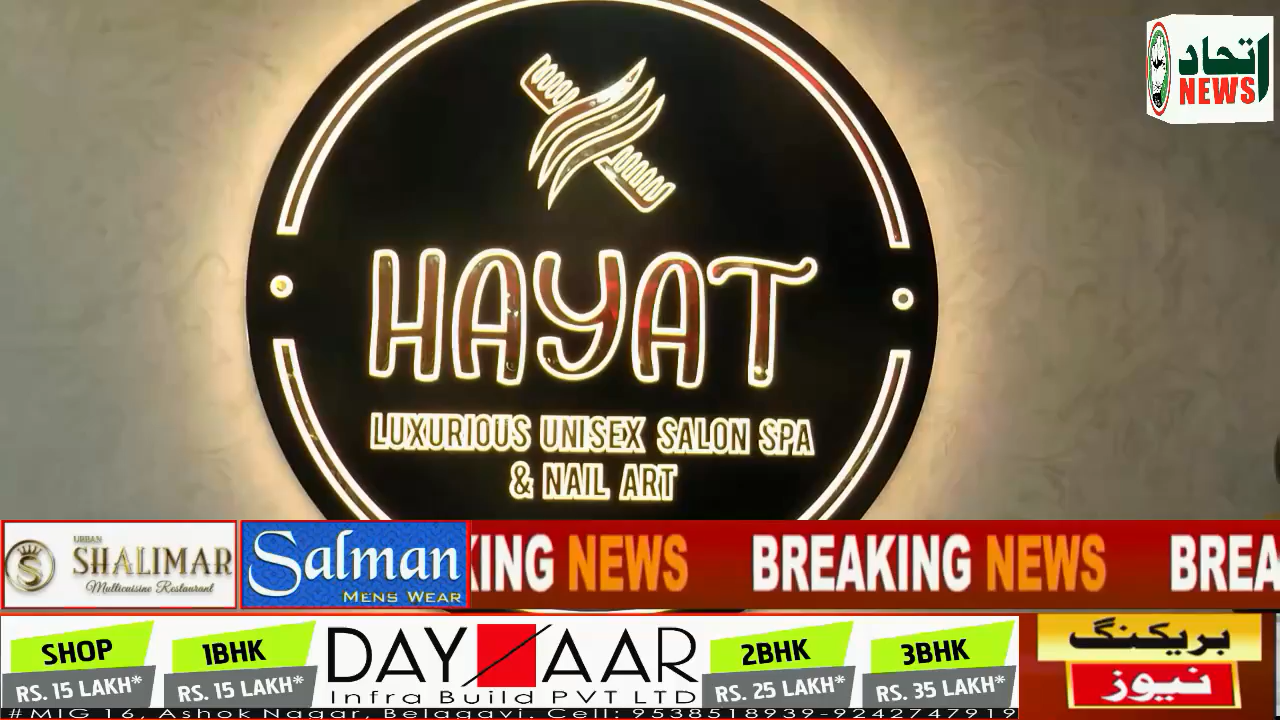 اتحاد
NEWS
HAYAT
LUXURIOUS UNISEX SALON SPA
& NAIL ART
URBAN
SHALIMAR
Multicuisine Restaurant
Salman
MENS WEAR
KING NEWS BREAKING NEWS BREA
SHOP
RS. 15 LAKH*
1BHK
RS. 15 LAKH*
DAYZAAR
Infra Build PVT LTD
2BHK
RS. 25 LAKH*
3BHK
RS. 35 LAKH*
بریکنگ
نیوز
#MIG 16, Ashok Nagar, Belagavi. Cell: 9538518939-9242747919